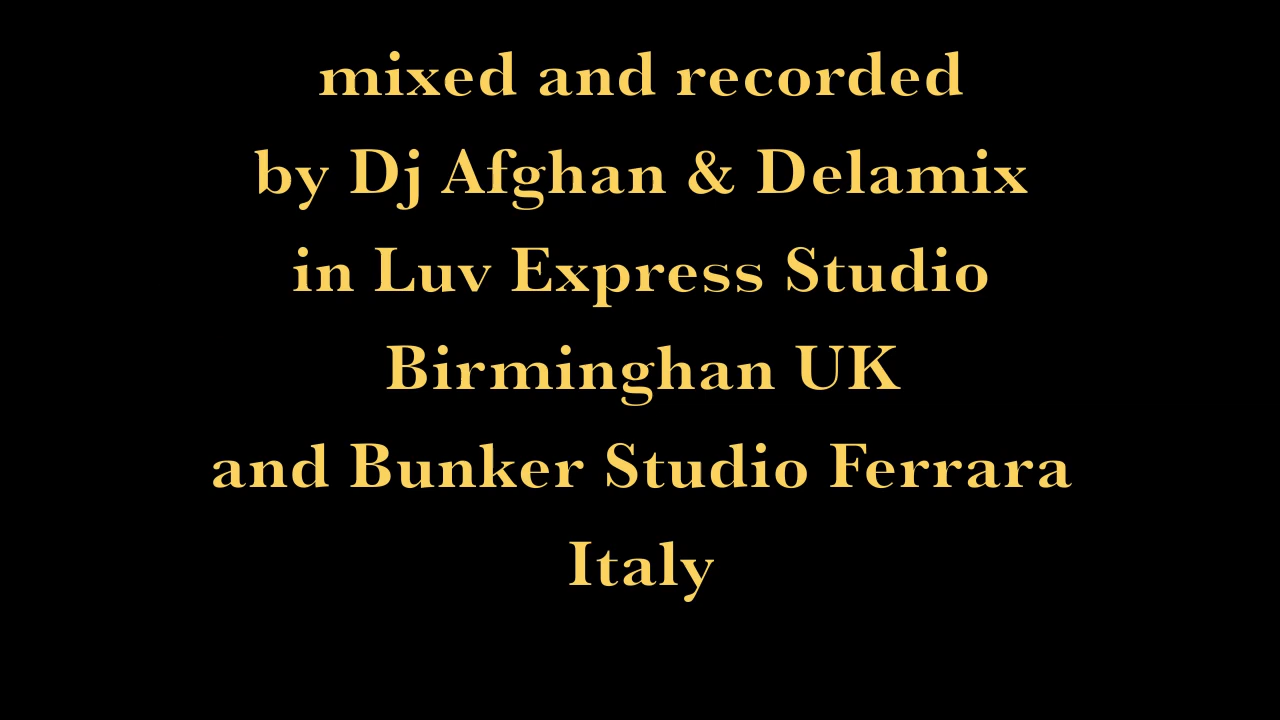 mixed and recorded
by Dj Afghan & Delamix
in Luv Express Studio
Birminghan UK
and Bunker Studio Ferrara
Italy